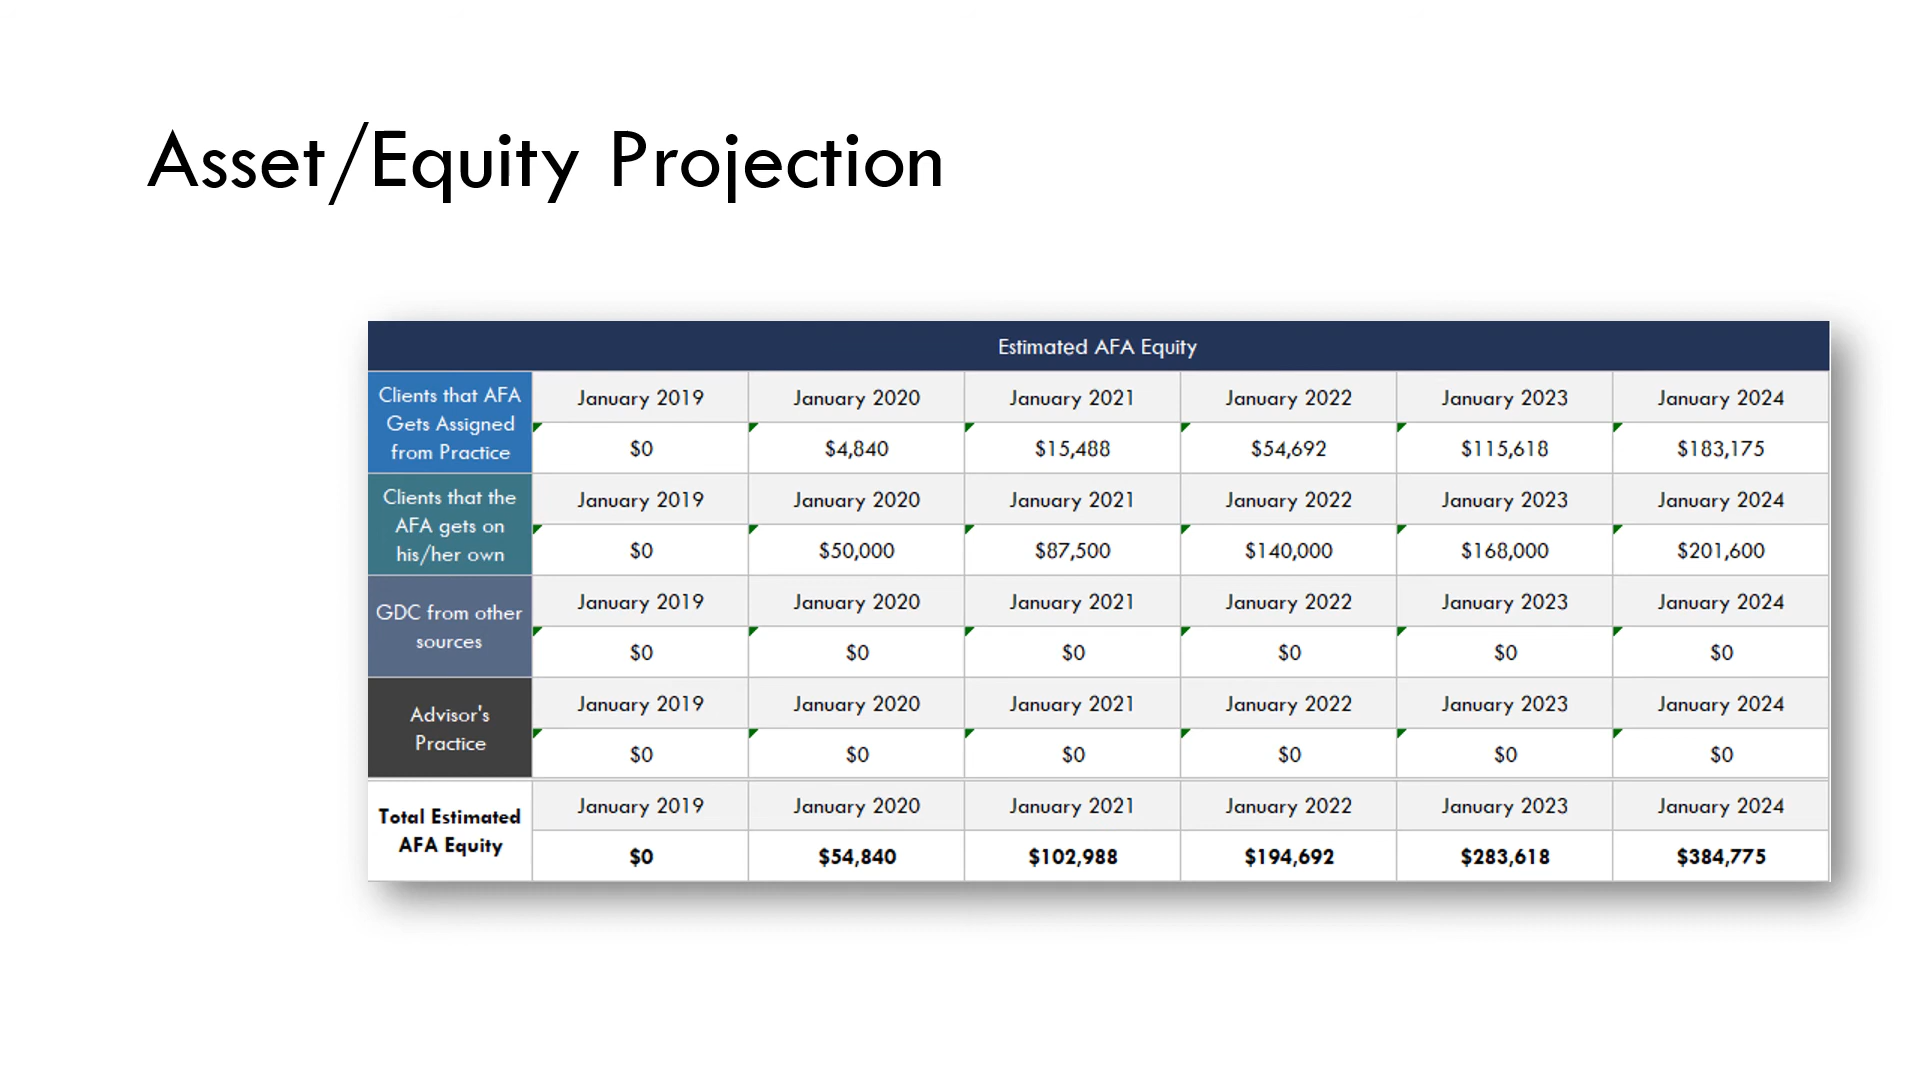 Asset/Equity Projection
Estimated AFA Equity
Clients that AFA
Gets Assigned
from Practice
January 2019 January 2020 January 2021 January 2022 January 2023 January 2024
$0 $4,840 $15,488 $54,692 $115,618 $183,175
Clients that the
AFA gets on
his/her own
January 2019 January 2020 January 2021 January 2022 January 2023 January 2024
$0 $50,000 $87,500 $140,000 $168,000 $201,600
GDC from other
sources
January 2019 January 2020 January 2021 January 2022 January 2023 January 2024
$0 $0 $0 $0 $0 $0
Advisor's
Practice
January 2019 January 2020 January 2021 January 2022 January 2023 January 2024
$0 $0 $0 $0 $0 $0
Total Estimated
AFA Equity
January 2019 January 2020 January 2021 January 2022 January 2023 January 2024
$0 $54,840 $102,988 $194,692 $283,618 $384,775